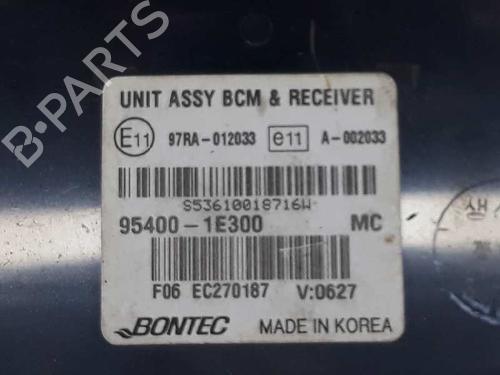 UNIT ASSY BCM & RECEIVER
E11 97RA-012033 e11 A-002033
S53610018716W
95400-1E300 MC
F06 EC270187 V:0627
BONTEC MADE IN KOREA
B-PARTS